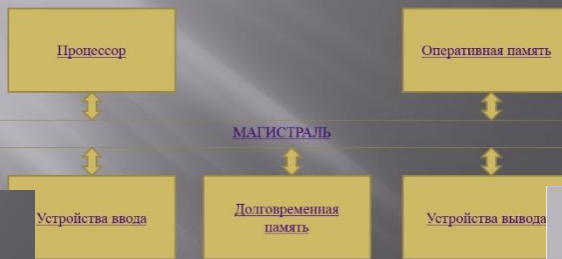 Процессор
Оперативная память
МАГИСТРАЛЬ
Устройства ввода
Долговременная
память
Устройства вывода